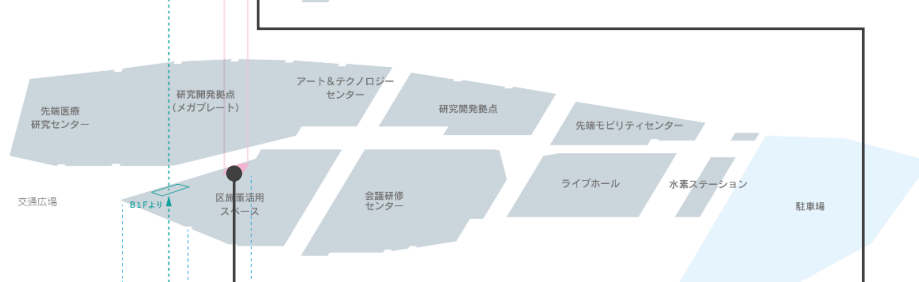 アート＆テクノロジー
センター
研究開発拠点
（メガプレート）
先端医療
研究センター
研究開発拠点
先端モビリティセンター
ライブホール
水素ステーション
区施策活用
スペース
会議研修
センター
交通広場
B1Fより
駐車場